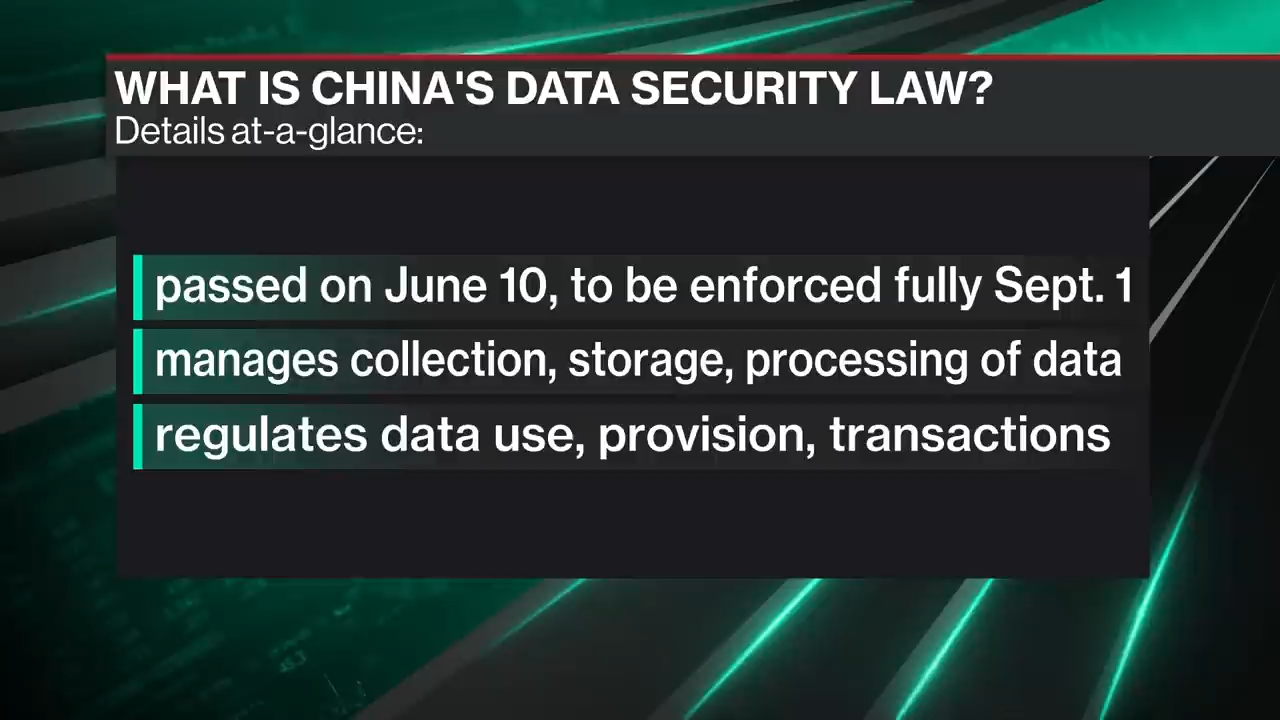 WHAT IS CHINA'S DATA SECURITY LAW?
Details at-a-glance:
passed on June 10, to be enforced fully Sept. 1
manages collection, storage, processing of data
regulates data use, provision, transactions